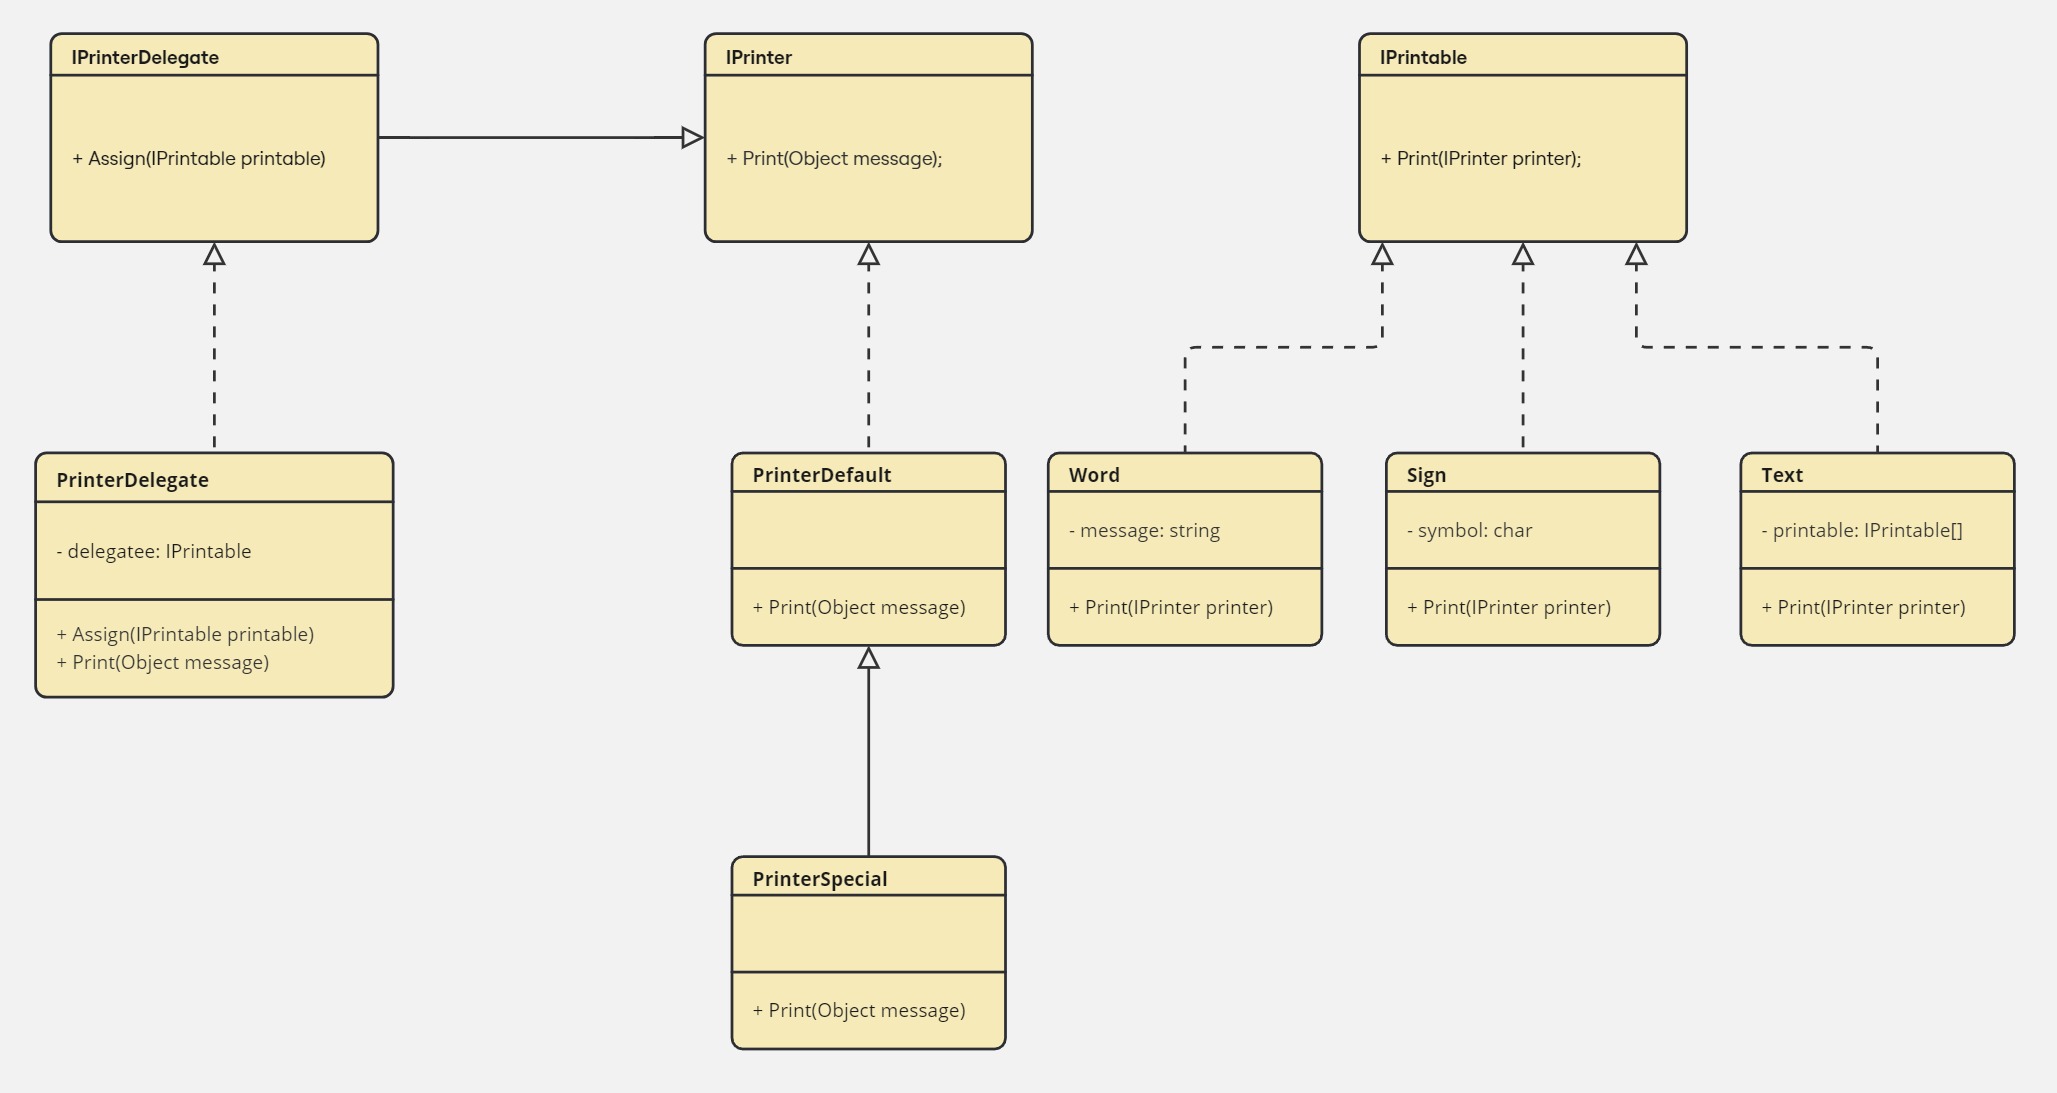 IPrinterDelegate
+ Assign(IPrintable printable)
IPrinter
+ Print(Object message);
IPrintable
+ Print(IPrinter printer);
PrinterDelegate
- delegatee: IPrintable
+ Assign(IPrintable printable)
+ Print(Object message)
PrinterDefault
+ Print(Object message)
Word
- message: string
+ Print(IPrinter printer)
Sign
- symbol: char
+ Print(IPrinter printer)
Text
- printable: IPrintable[]
+ Print(IPrinter printer)
PrinterSpecial
+ Print(Object message)